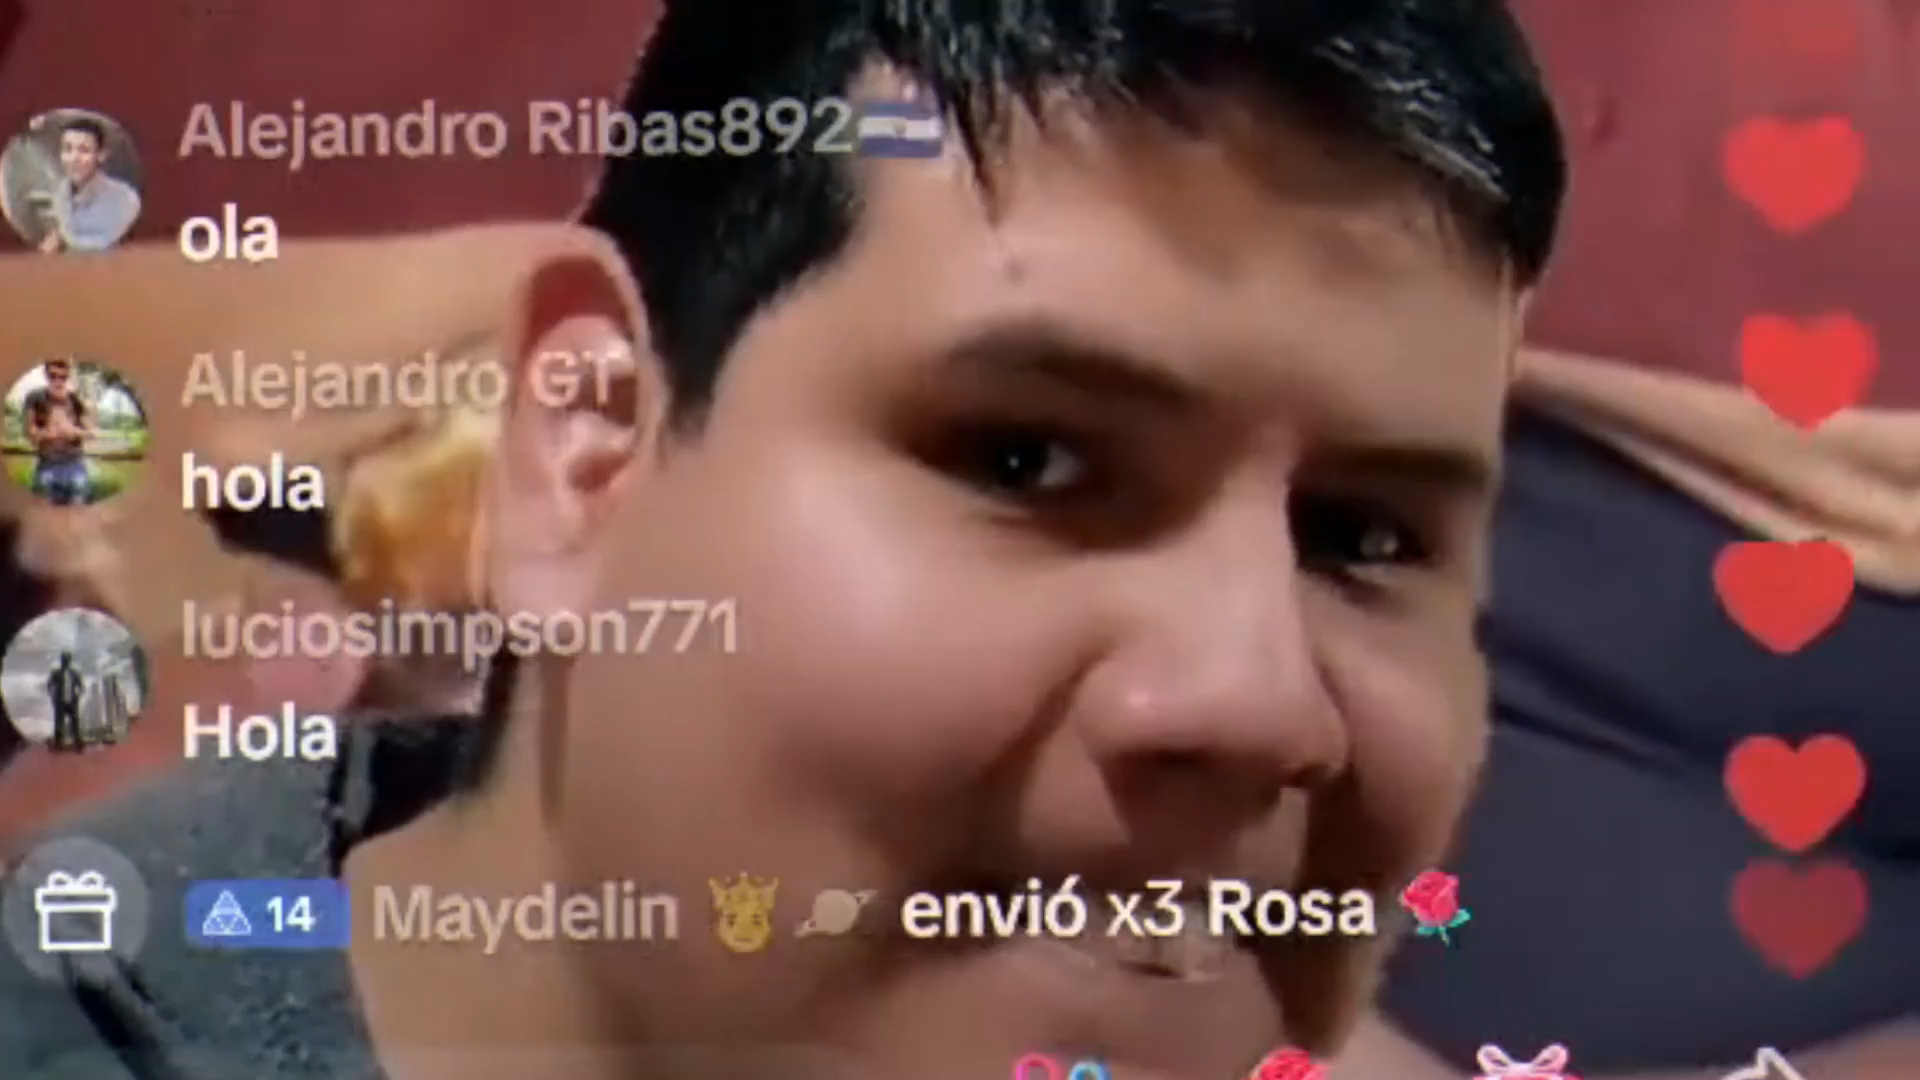 Alejandro Ribas892
ola
Alejandro GT
hola
luciosimpson771
Hola
14 Maydelin envió x3 Rosa